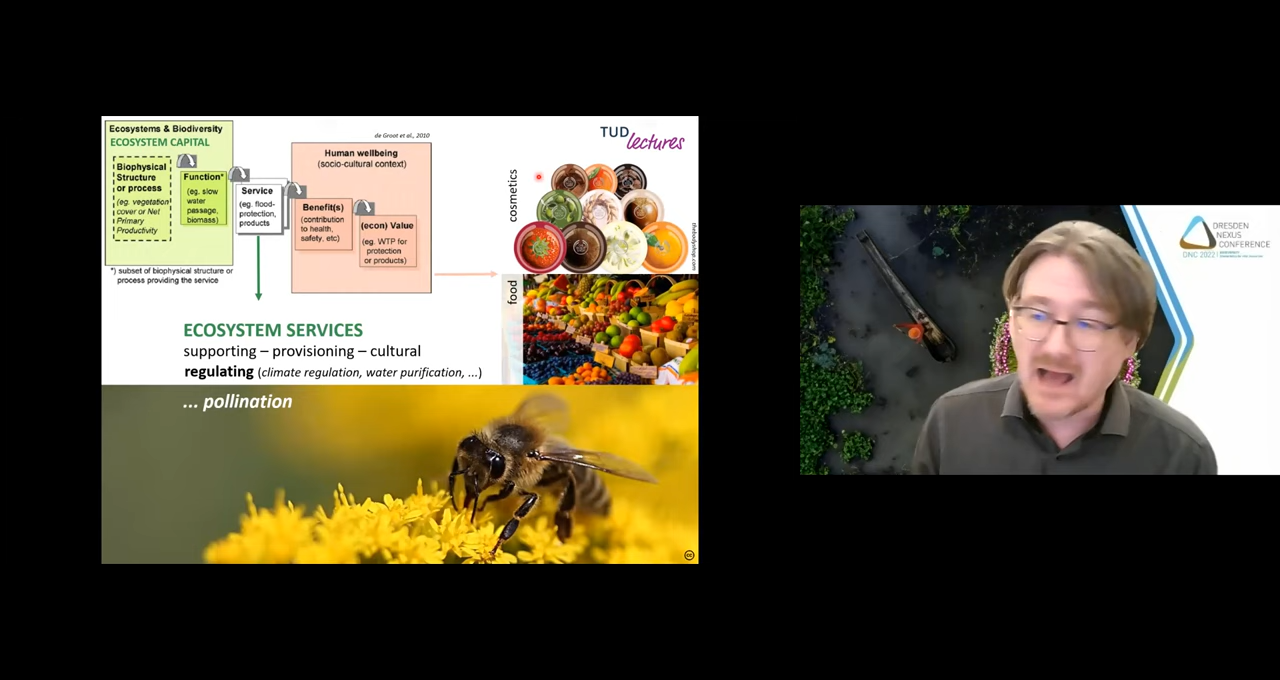 Ecosystems & Biodiversity
ECOSYSTEM CAPITAL
Biophysical
Structure
or process
(eg. vegetation
cover or Net
Primary
Productivity)
Function*
(eg. slow
water
passage,
biomass)
Service
(eg. flood-
protection,
products
*) subset of biophysical structure or
process providing the service
de Groot et al., 2010
Human wellbeing
(socio-cultural context)
Benefit(s)
(contribution
to health,
safety, etc)
(econ) Value
(eg. WTP for
protection
or products)
TUD
lectures
cosmetics
thebodyshop.com
food
ECOSYSTEM SERVICES
supporting – provisioning – cultural
regulating (climate regulation, water purification, ...)
... pollination
cc
DRESDEN
NEXUS
CONFERENCE
DNC 2022